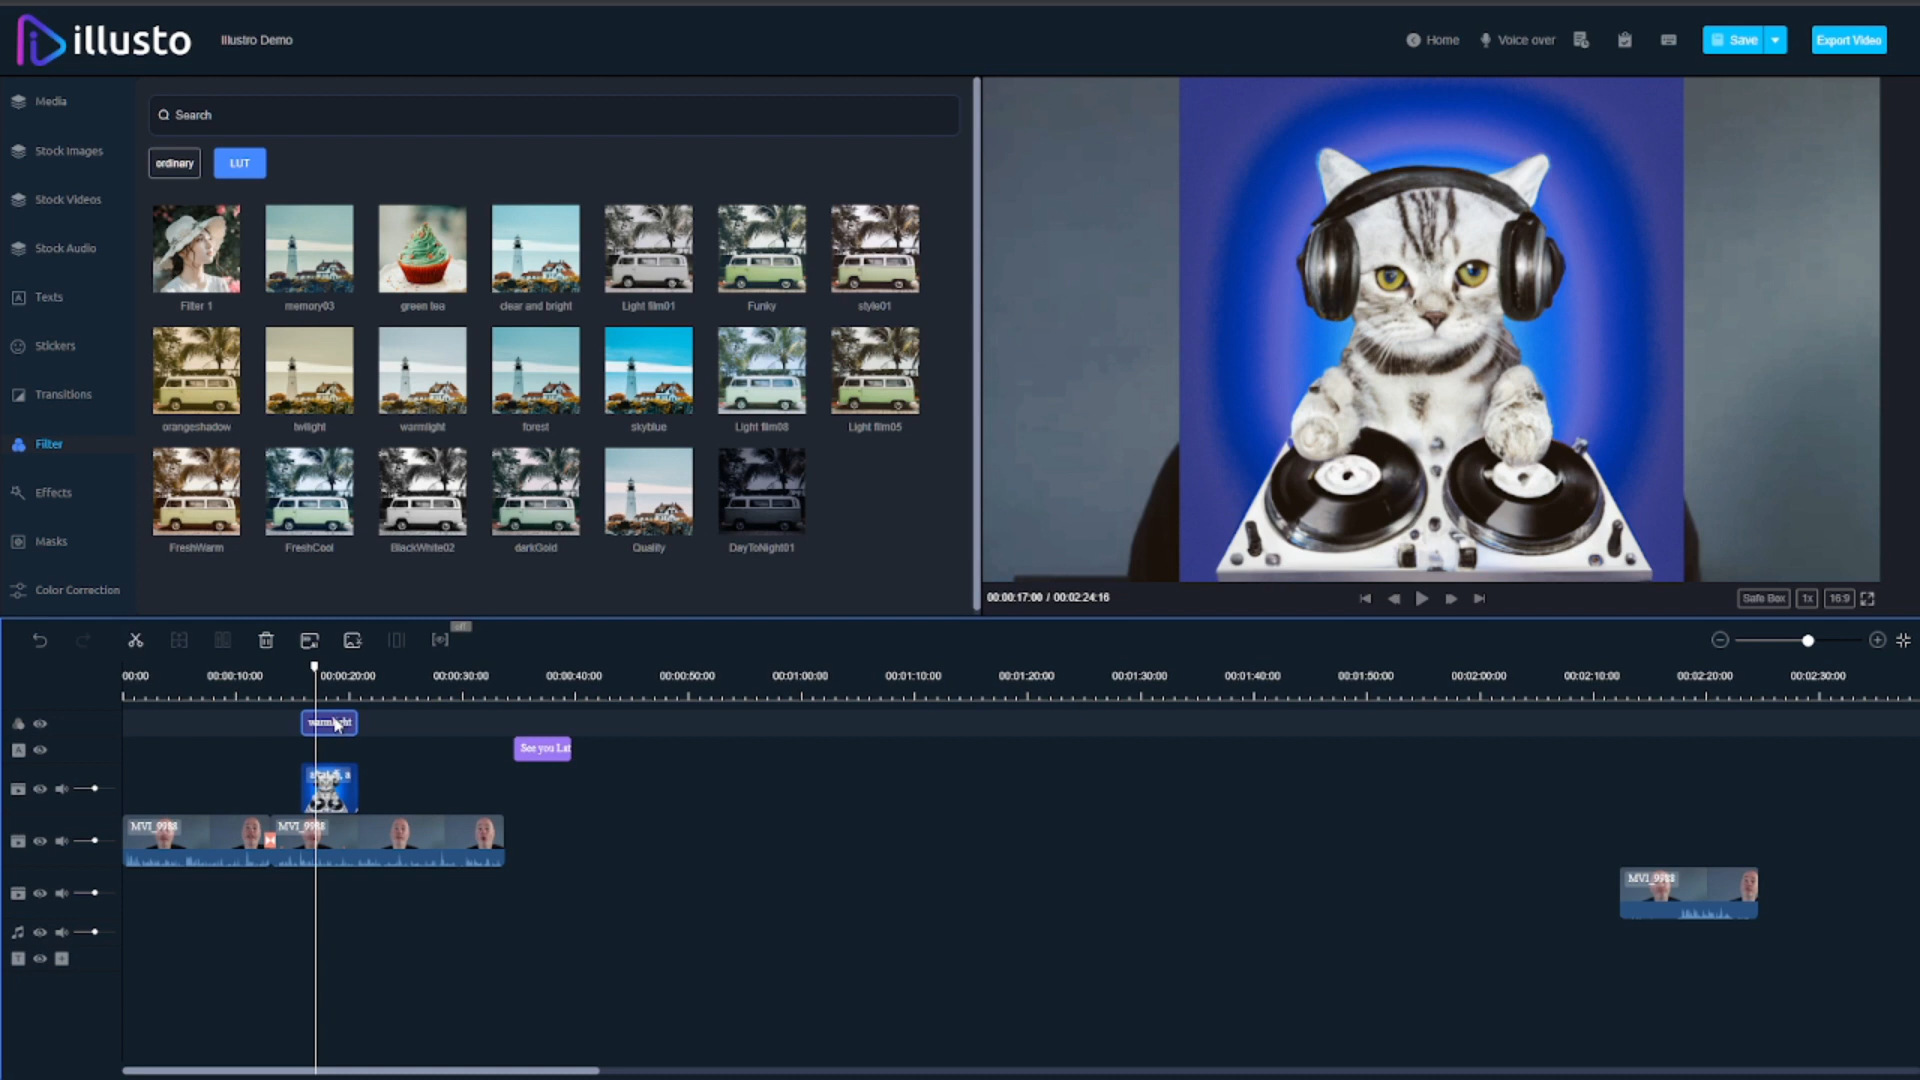 illusto
Illustro Demo
Home
Voice over
Save
Export Video
Media
Stock Images
Stock Videos
Stock Audio
Texts
Stickers
Transitions
Filter
Effects
Masks
Color Correction
Search
ordinary
LUT
Filter 1
memory03
green tea
clear and bright
Light film01
Funky
style01
orangeshadow
twilight
warmlight
forest
skyblue
Light film08
Light film05
FreshWarm
FreshCool
BlackWhite02
darkGold
Quality
DayToNight01
00:00:17:00 / 00:02:24:16
Safe Box
1x
16:9
off
00:00
00:00:10:00
00:00:20:00
00:00:30:00
00:00:40:00
00:00:50:00
00:01:00:00
00:01:10:00
00:01:20:00
00:01:30:00
00:01:40:00
00:01:50:00
00:02:00:00
00:02:10:00
00:02:20:00
00:02:30:00
warmlight
See you Lat
MVI_9988
MVI_9988
MVI_9988